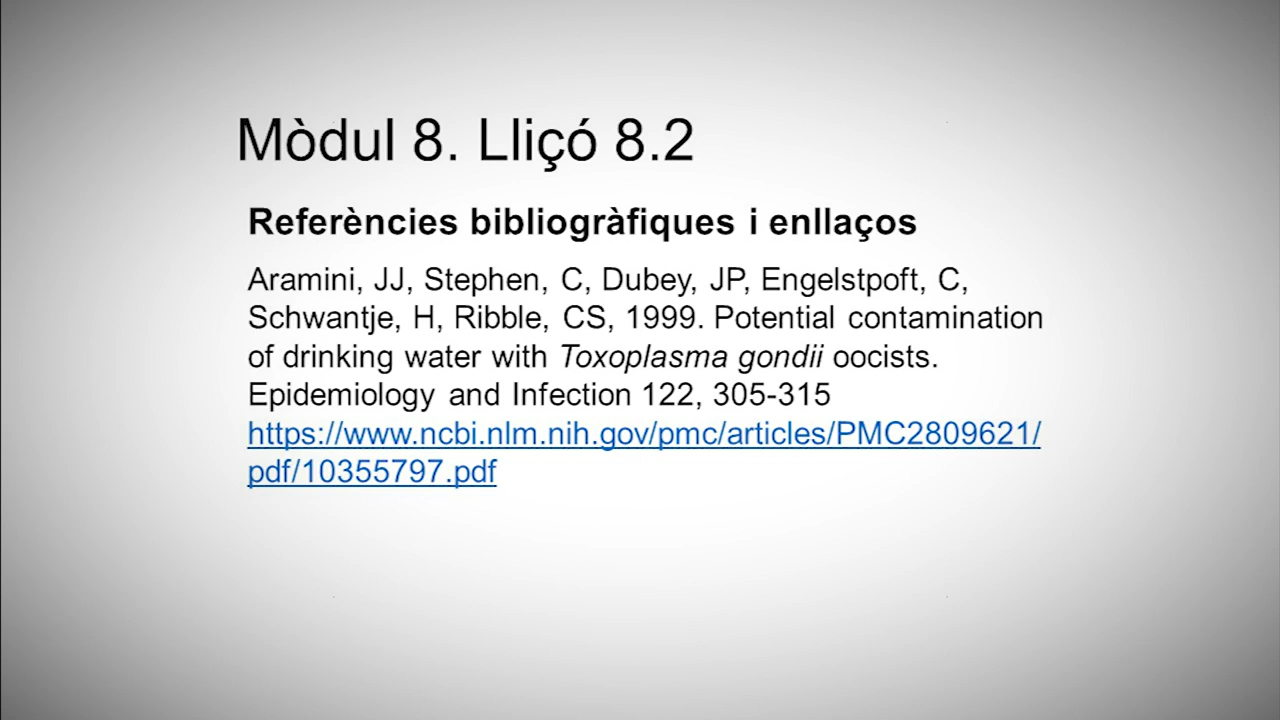 Mòdul 8. Lliçó 8.2
Referències bibliogràfiques i enllaços
Aramini, JJ, Stephen, C, Dubey, JP, Engelstpoft, C,
Schwantje, H, Ribble, CS, 1999. Potential contamination
of drinking water with Toxoplasma gondii oocists.
Epidemiology and Infection 122, 305-315
https://www.ncbi.nlm.nih.gov/pmc/articles/PMC2809621/
pdf/10355797.pdf